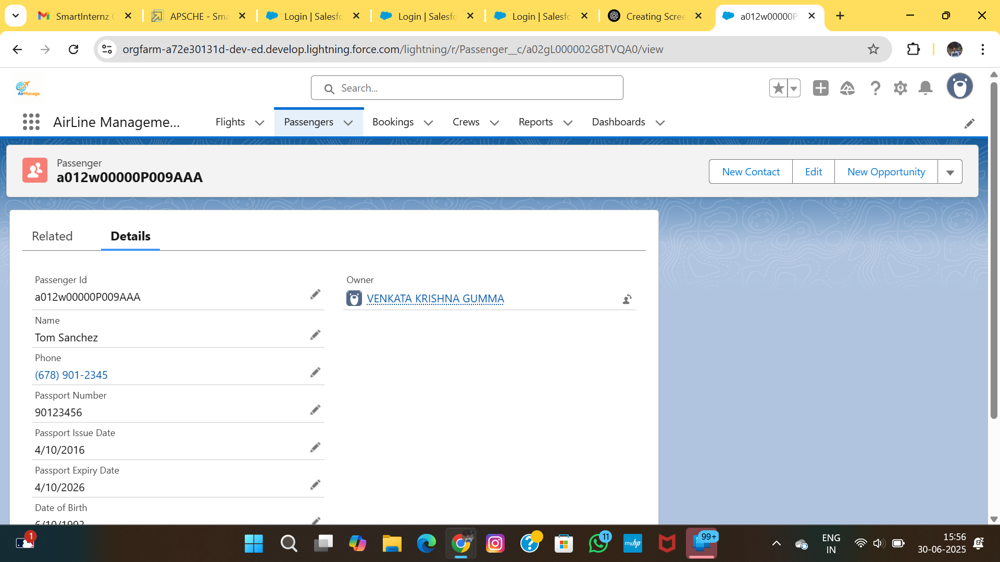 SmartInternz
APSCHE - Sma
Login | Salesfo
Login | Salesfo
Login | Salesfo
Creating Scree
a012w00000P
orgfarm-a72e30131d-dev-ed.develop.lightning.force.com/lightning/r/Passenger__c/a02gL000002G8TVQA0/view
AirManage
Search...
AirLine Manageme...
Flights
Passengers
Bookings
Crews
Reports
Dashboards
Passenger
a012w00000P009AAA
New Contact
Edit
New Opportunity
Related
Details
Passenger Id
a012w00000P009AAA
Owner
VENKATA KRISHNA GUMMA
Name
Tom Sanchez
Phone
(678) 901-2345
Passport Number
90123456
Passport Issue Date
4/10/2016
Passport Expiry Date
4/10/2026
Date of Birth
6/10/1993
1
11
myhp
99+
ENG
IN
15:56
30-06-2025